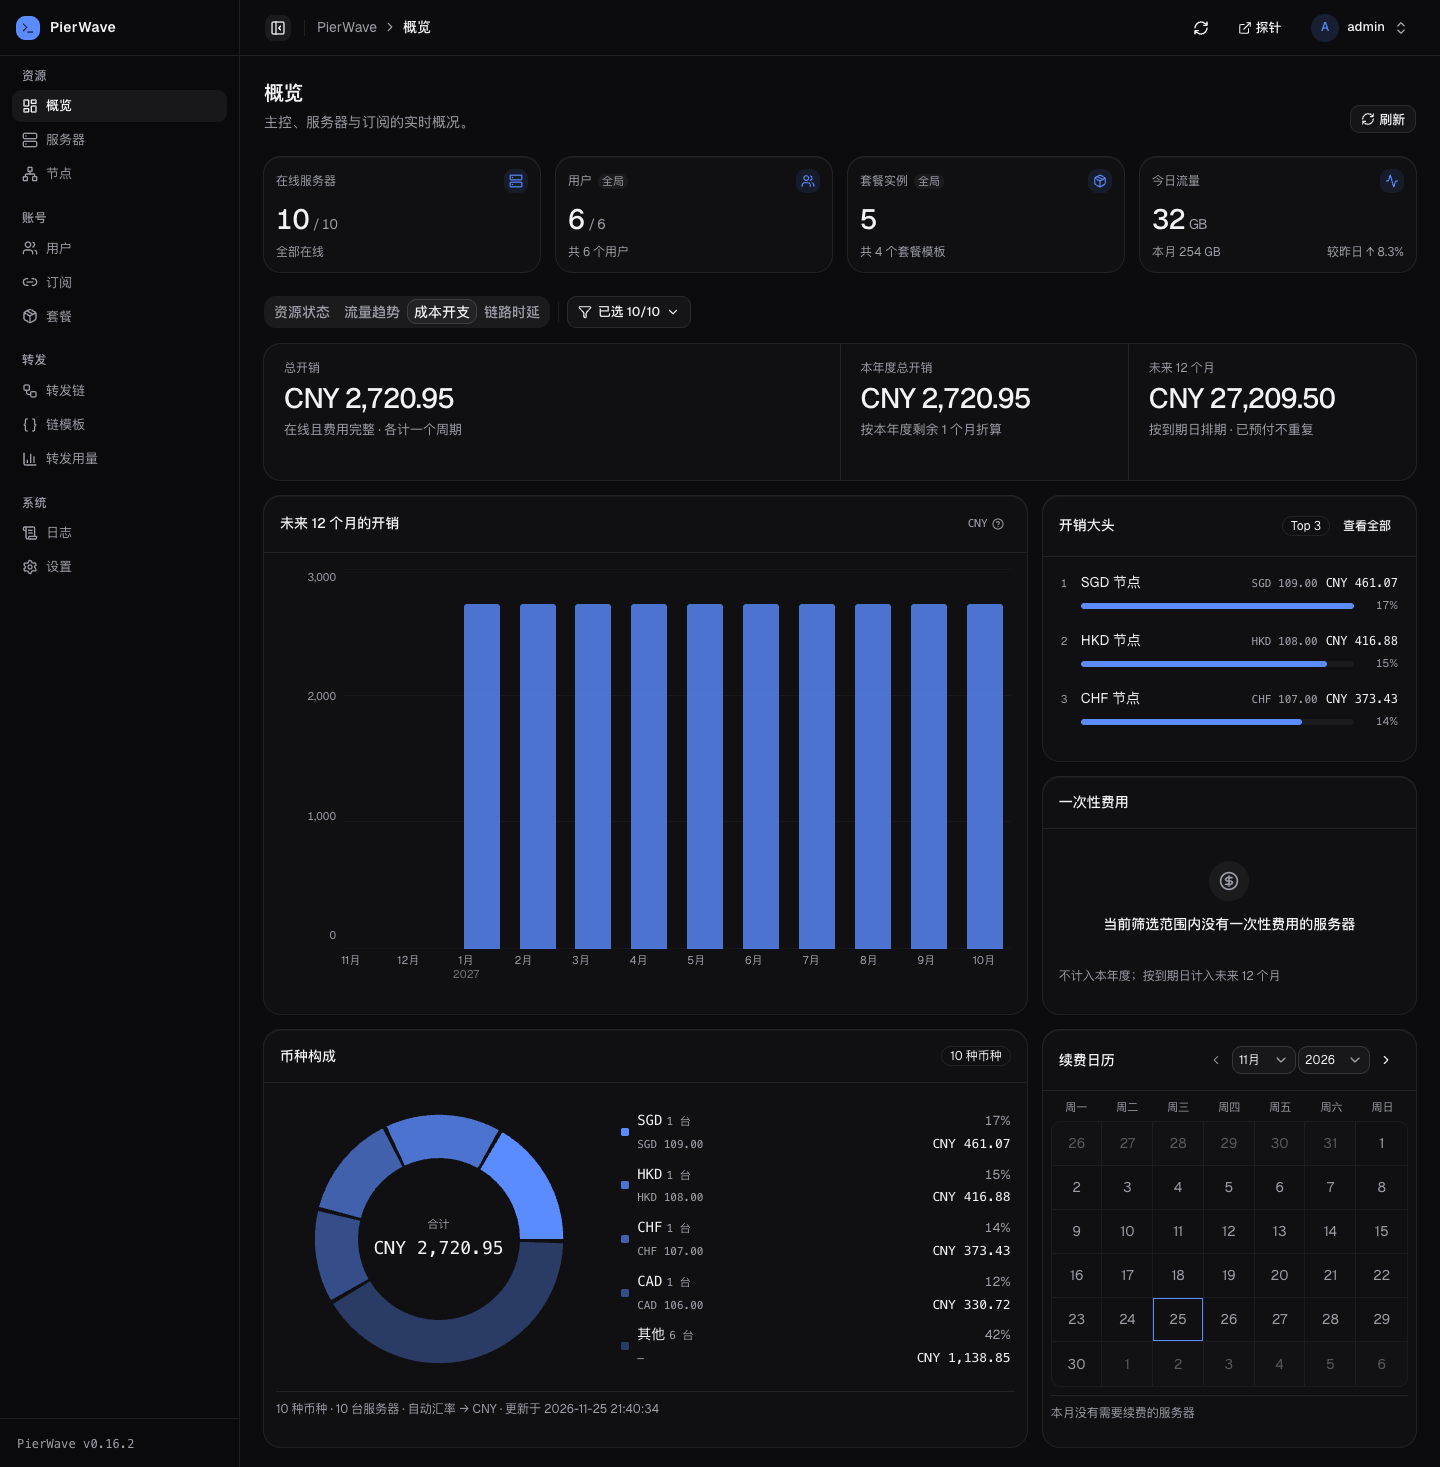 PierWave
PierWave > 概览
探针
A admin
资源
概览
服务器
节点
账号
用户
订阅
套餐
转发
转发链
链模板
转发用量
系统
日志
设置
PierWave v0.16.2
概览
主控、服务器与订阅的实时概况。
刷新
在线服务器
10 / 10
全部在线
用户 全局
6 / 6
共 6 个用户
套餐实例 全局
5
共 4 个套餐模板
今日流量
32 GB
本月 254 GB 较昨日 ↑ 8.3%
资源状态 流量趋势 成本开支 链路时延 已选 10/10
总开销
CNY 2,720.95
在线且费用完整 · 各计一个周期
本年度总开销
CNY 2,720.95
按本年度剩余 1 个月折算
未来 12 个月
CNY 27,209.50
按到期日排期 · 已预付不重复
未来 12 个月的开销 CNY
3,000
2,000
1,000
0
11月 12月 1月 2月 3月 4月 5月 6月 7月 8月 9月 10月
2027
开销大头 Top 3 查看全部
1 SGD 节点 SGD 109.00 CNY 461.07
17%
2 HKD 节点 HKD 108.00 CNY 416.88
15%
3 CHF 节点 CHF 107.00 CNY 373.43
14%
一次性费用
当前筛选范围内没有一次性费用的服务器
不计入本年度；按到期日计入未来 12 个月
币种构成 10 种币种
合计
CNY 2,720.95
SGD 1 台 17%
SGD 109.00 CNY 461.07
HKD 1 台 15%
HKD 108.00 CNY 416.88
CHF 1 台 14%
CHF 107.00 CNY 373.43
CAD 1 台 12%
CAD 106.00 CNY 330.72
其他 6 台 42%
— CNY 1,138.85
10 种币种 · 10 台服务器 · 自动汇率 → CNY · 更新于 2026-11-25 21:40:34
续费日历 11月 2026
周一 周二 周三 周四 周五 周六 周日
26 27 28 29 30 31 1
2 3 4 5 6 7 8
9 10 11 12 13 14 15
16 17 18 19 20 21 22
23 24 25 26 27 28 29
30 1 2 3 4 5 6
本月没有需要续费的服务器